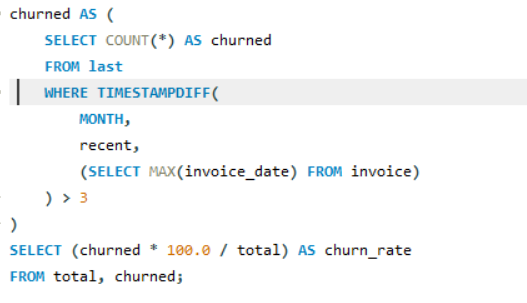 churned AS (
    SELECT COUNT(*) AS churned
    FROM last
    WHERE TIMESTAMPDIFF(
        MONTH,
        recent,
        (SELECT MAX(invoice_date) FROM invoice)
    ) > 3
)
SELECT (churned * 100.0 / total) AS churn_rate
FROM total, churned;